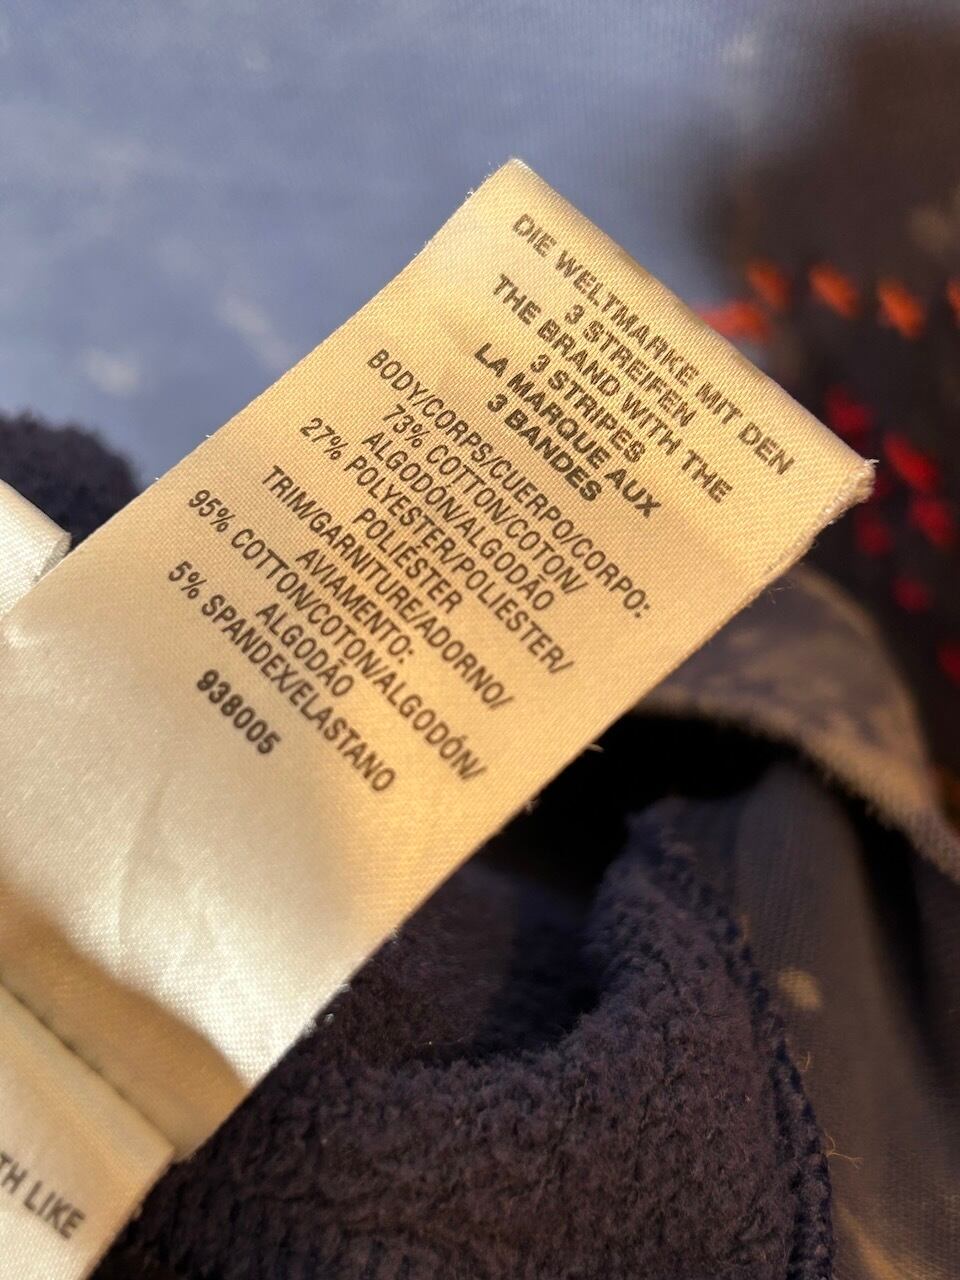 DIE WELTMARKE MIT DEN
3 STREIFEN
THE BRAND WITH THE
3 STRIPES
LA MARQUE AUX
3 BANDES
BODY/CORPS/CUERPO/CORPO:
73% COTTON/COTON/
ALGODÓN/ALGODÃO
27% POLYESTER/POLIESTER/
POLIÉSTER
TRIM/GARNITURE/ADORNO/
AVIAMENTO:
95% COTTON/COTON/ALGODÓN/
ALGODÃO
5% SPANDEX/ELASTANO
938005
TH LIKE